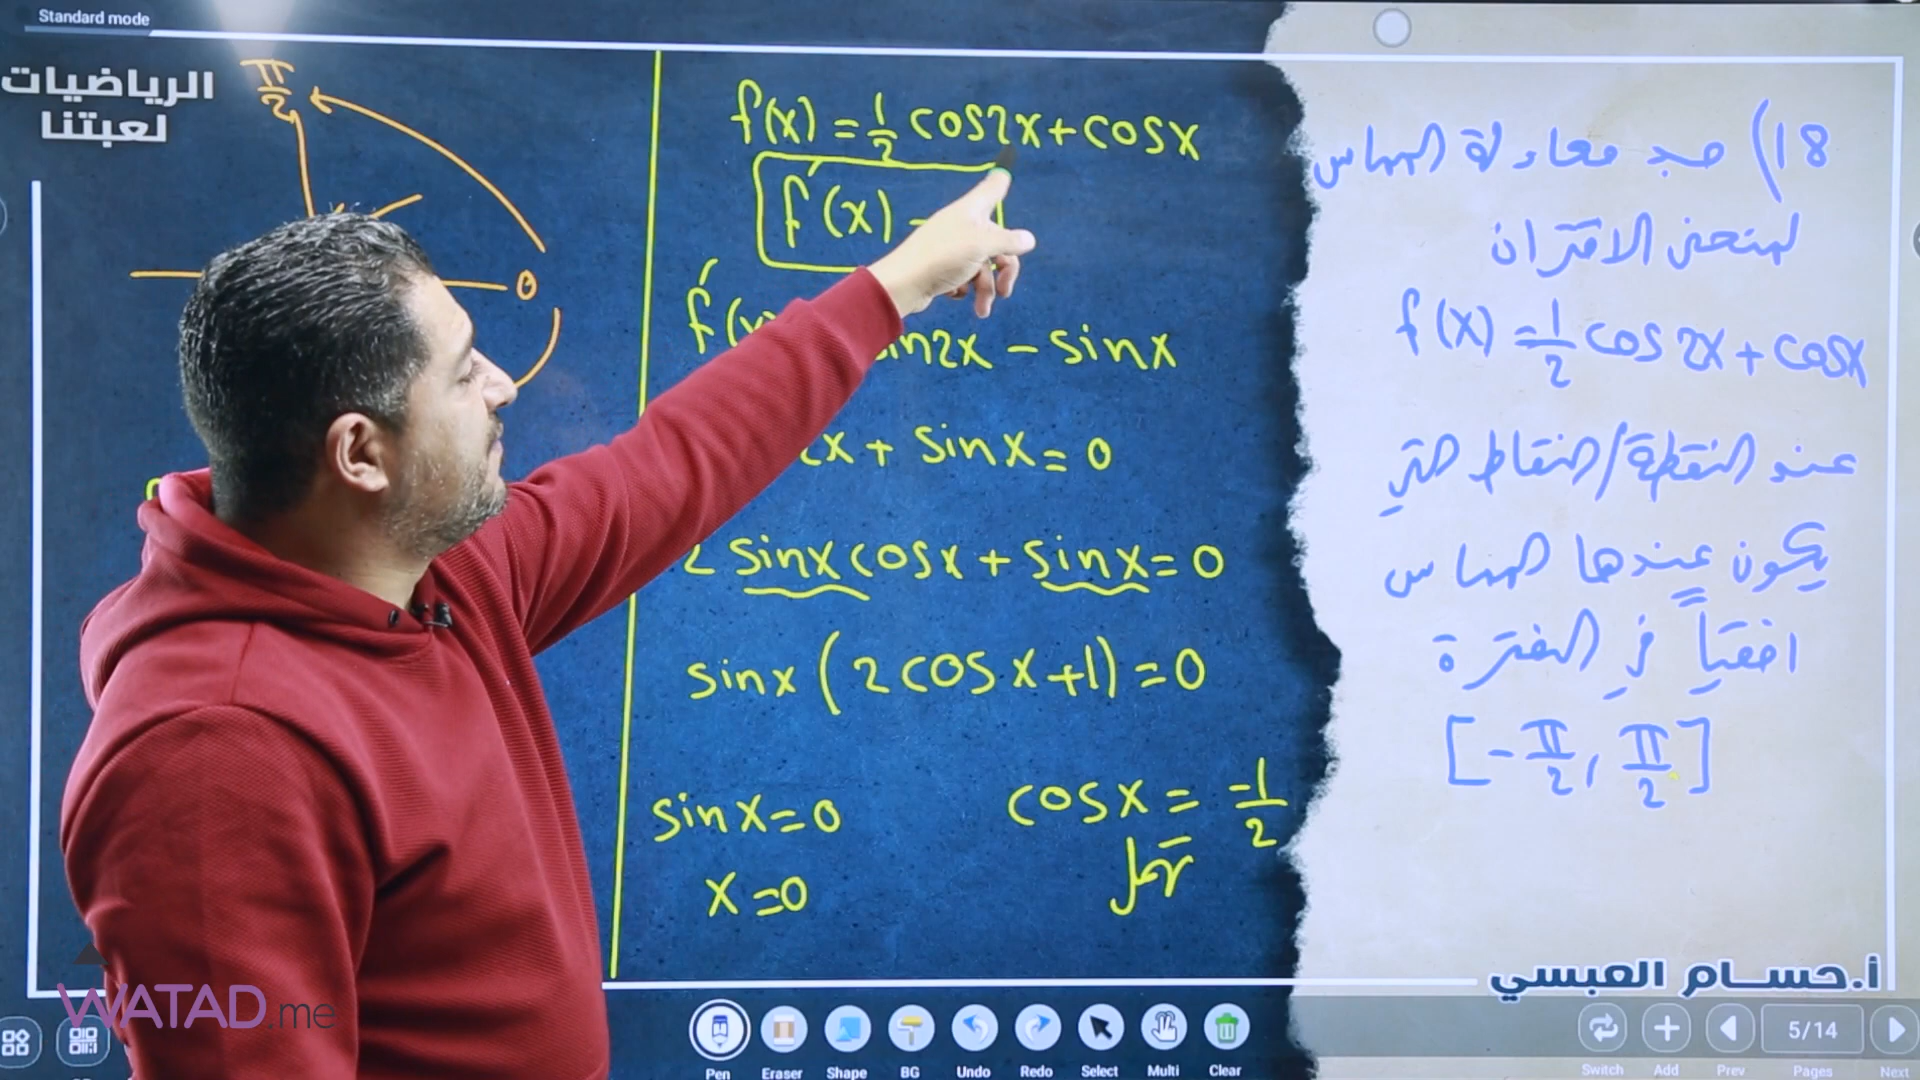 Standard mode
الرياضيات
لعبتنا
π/2
0
f(x) = 1/2 cos2x + cosx
f'(x) =
f'(x) in2x - sinx
x + sinx = 0
2 sinx cosx + sinx = 0
sinx (2cosx + 1) = 0
sinx = 0
x = 0
cosx = -1/2
18) جد معادلة المماس
لمنحنى الاقتران
f(x) = 1/2 cos2x + cosx
عند النقطة/النقاط التي
يكون عندها المماس
افقياً في الفترة
[-π/2, π/2]
أ.حسام العبسي
WATAD.me
Pen
Eraser
Shape
BG
Undo
Redo
Select
Multi
Clear
5/14
Switch
Add
Prev
Pages
Next